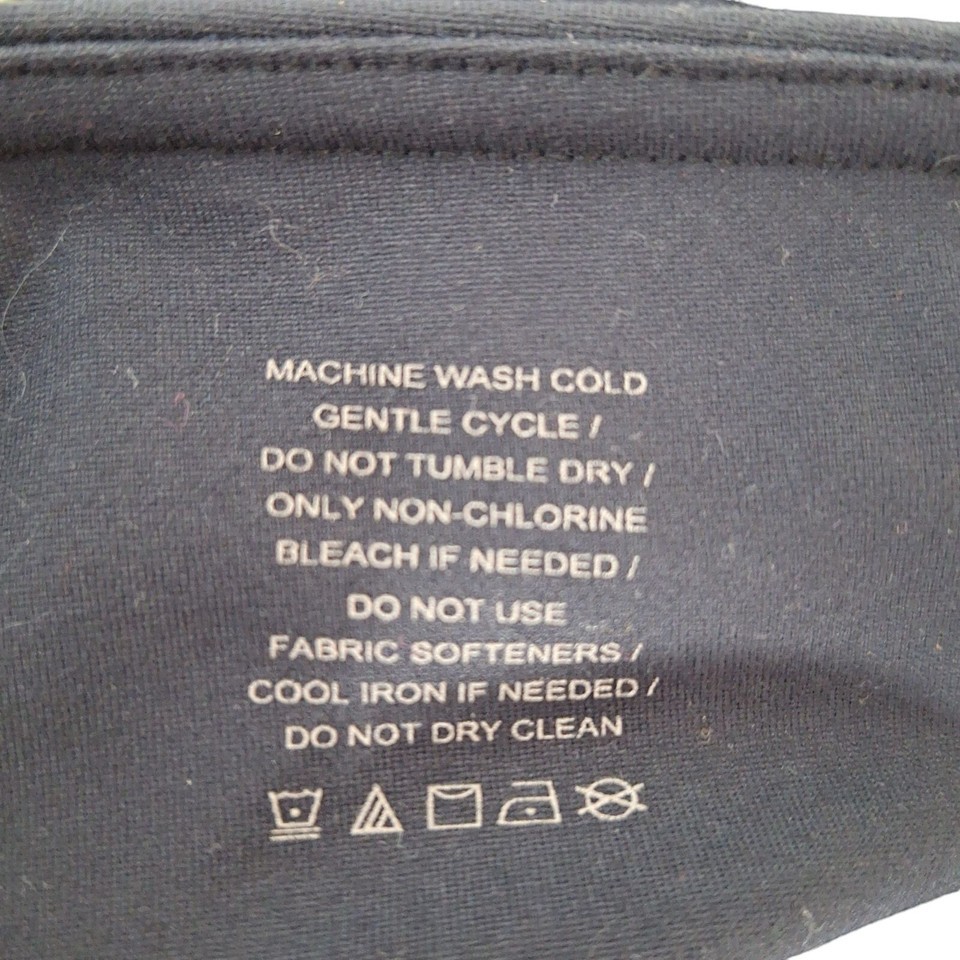 MACHINE WASH COLD
GENTLE CYCLE /
DO NOT TUMBLE DRY /
ONLY NON-CHLORINE
BLEACH IF NEEDED /
DO NOT USE
FABRIC SOFTENERS /
COOL IRON IF NEEDED /
DO NOT DRY CLEAN